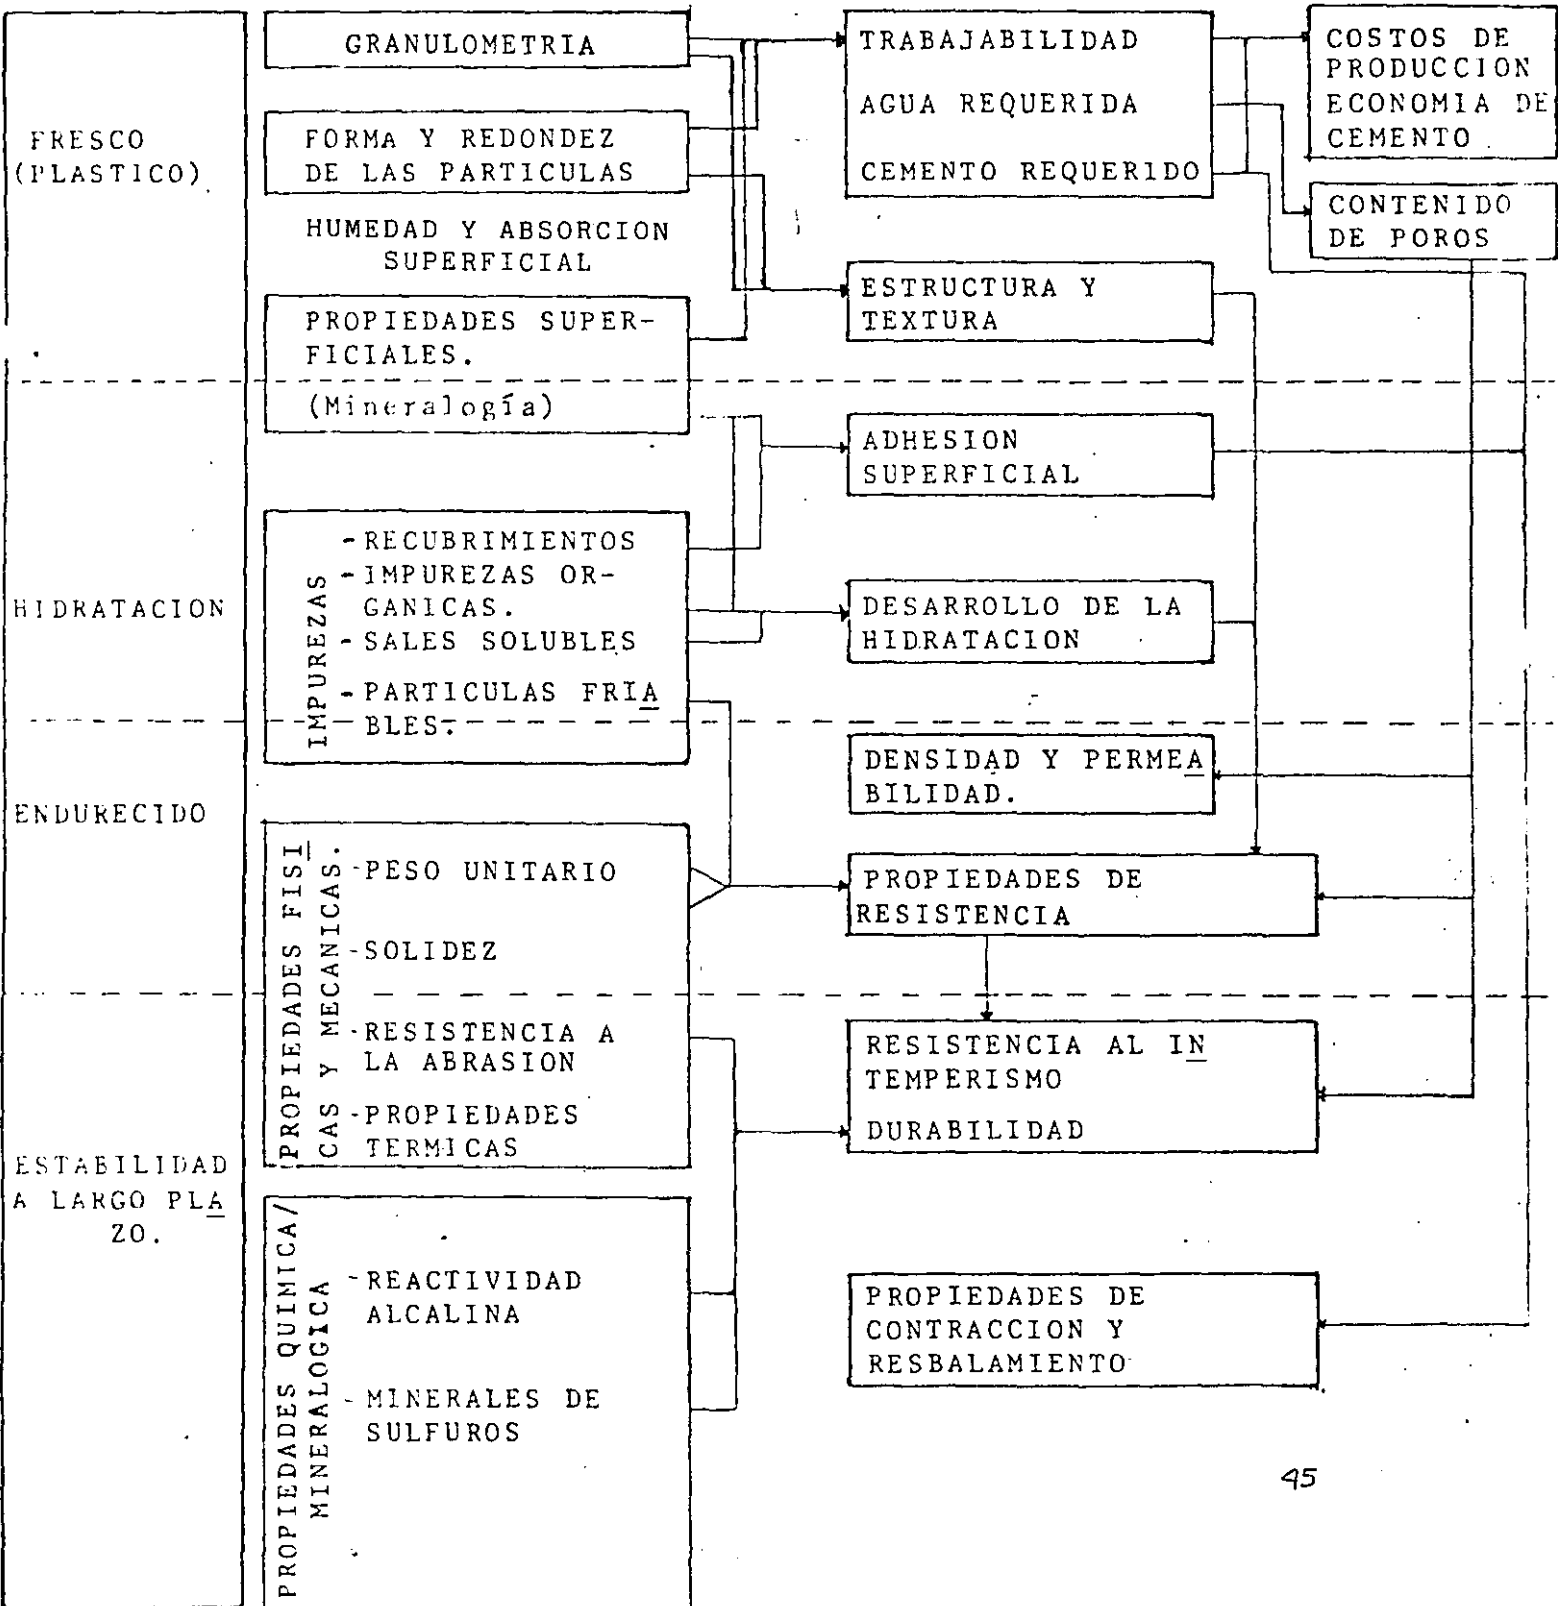 FRESCO
(PLASTICO).
HIDRATACION
ENDURECIDO
ESTABILIDAD
A LARGO PLA
ZO.
GRANULOMETRIA
FORMA Y REDONDEZ
DE LAS PARTICULAS
HUMEDAD Y ABSORCION
SUPERFICIAL
PROPIEDADES SUPER-
FICIALES.
(Mineralogía)
IMPUREZAS
-RECUBRIMIENTOS
-IMPUREZAS OR-
GANICAS.
-SALES SOLUBLES
-PARTICULAS FRIA
BLES.
PROPIEDADES FISI
CAS Y MECANICAS.
-PESO UNITARIO
-SOLIDEZ
-RESISTENCIA A
LA ABRASION
-PROPIEDADES
TERMICAS
PROPIEDADES QUIMICA/
MINERALOGICA
-REACTIVIDAD
ALCALINA
-MINERALES DE
SULFUROS
TRABAJABILIDAD
AGUA REQUERIDA
CEMENTO REQUERIDO
ESTRUCTURA Y
TEXTURA
ADHESION
SUPERFICIAL
DESARROLLO DE LA
HIDRATACION
DENSIDAD Y PERMEA
BILIDAD.
PROPIEDADES DE
RESISTENCIA
RESISTENCIA AL IN
TEMPERISMO
DURABILIDAD
PROPIEDADES DE
CONTRACCION Y
RESBALAMIENTO
COSTOS DE
PRODUCCION
ECONOMIA DE
CEMENTO.
CONTENIDO
DE POROS
45